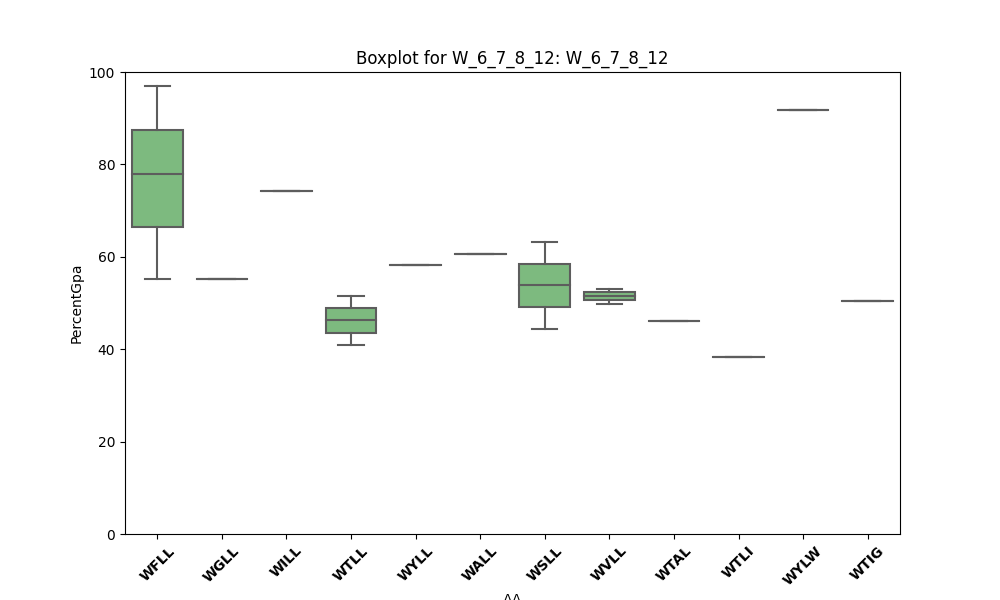 Boxplot for W_6_7_8_12: W_6_7_8_12
PercentGpa
100
80
60
40
20
0
WFLL WGLL WILL WTLL WYLL WALL WSLL WVLL WTAL WTLI WYLW WTIG
AA